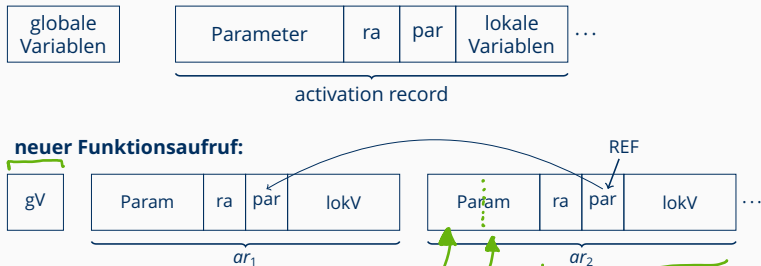 globale
Variablen
Parameter
ra
par
lokale
Variablen
...
activation record
neuer Funktionsaufruf:
REF
gV
Param
ra
par
lokV
Param
ra
par
lokV
...
ar1
ar2